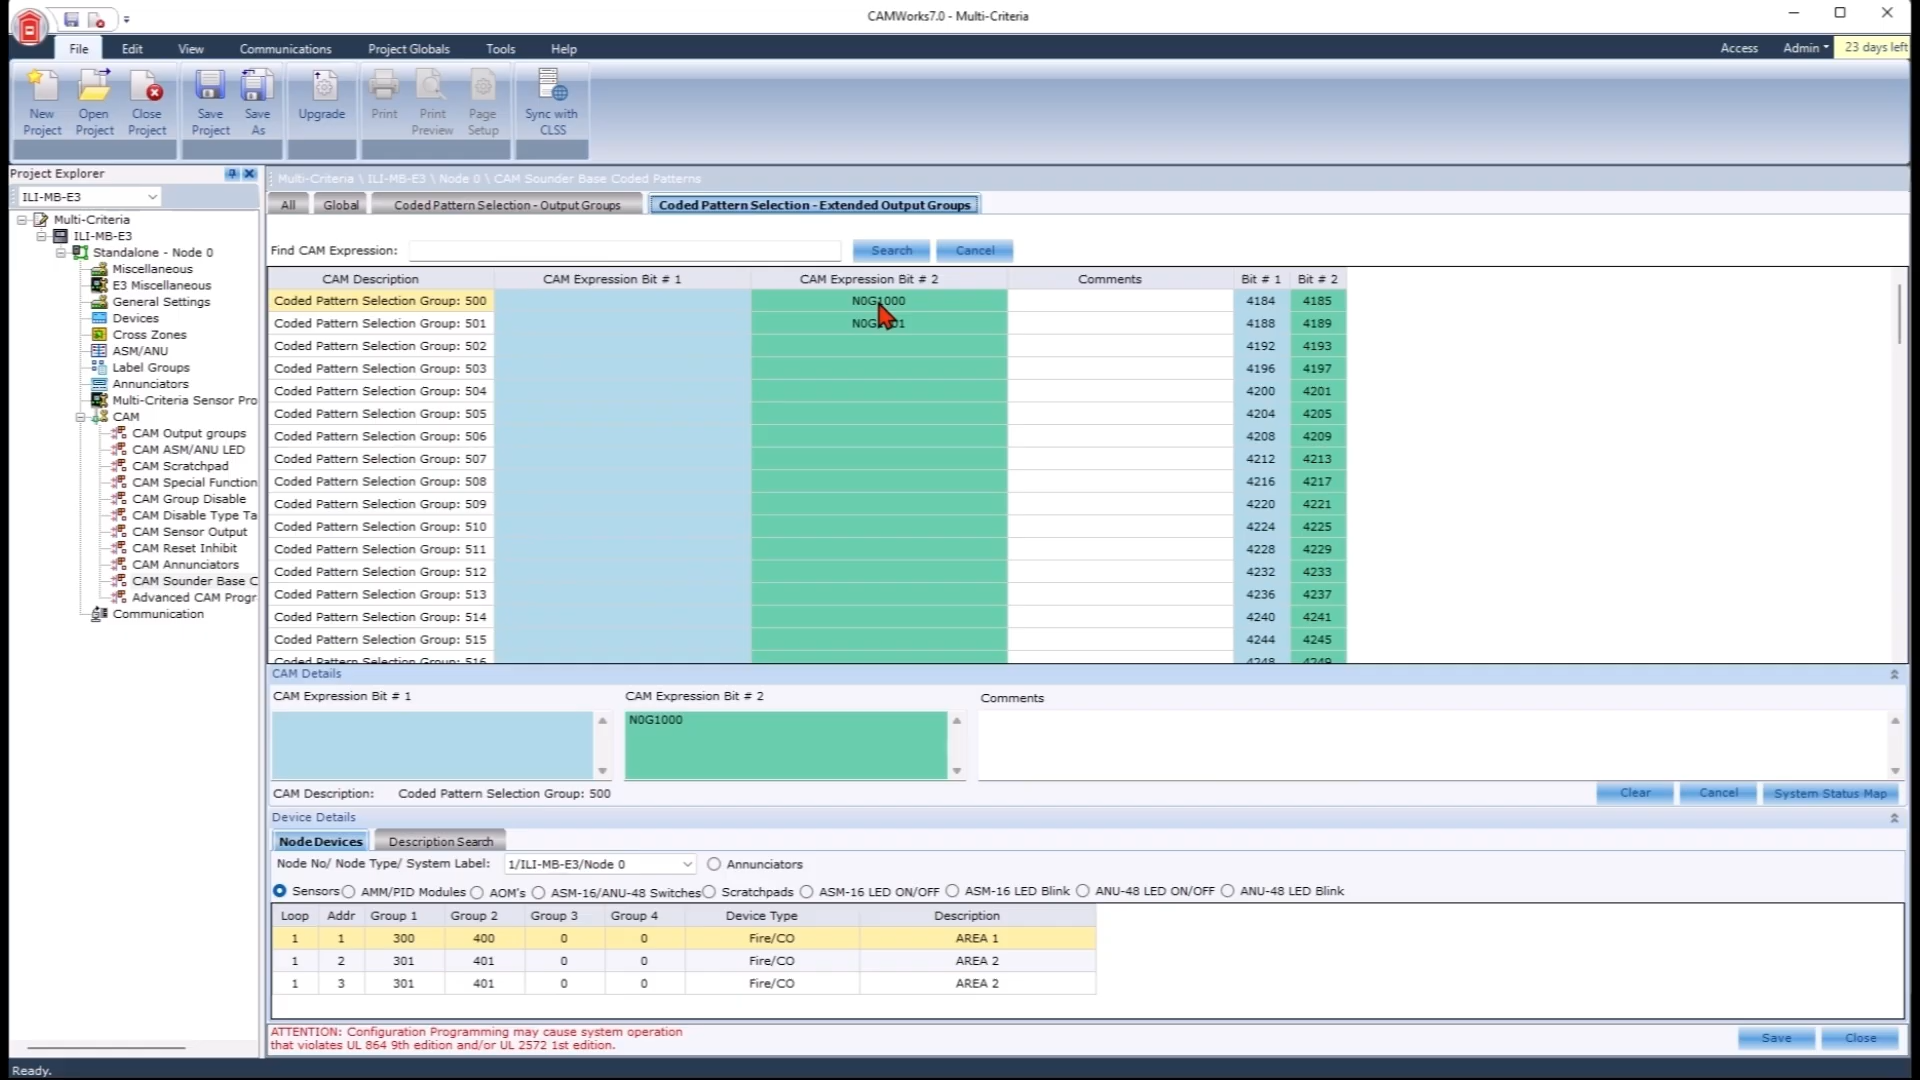 CAMWorks7.0 - Multi-Criteria
File Edit View Communications Project Globals Tools Help
Access Admin 23 days left
New Project Open Project Close Project Save Project Save As Upgrade Print Print Preview Page Setup Sync with CLSS
Project Explorer
ILI-MB-E3
Multi-Criteria
ILI-MB-E3
Standalone - Node 0
Miscellaneous
E3 Miscellaneous
General Settings
Devices
Cross Zones
ASM/ANU
Label Groups
Annunciators
Multi-Criteria Sensor Pro
CAM
CAM Output groups
CAM ASM/ANU LED
CAM Scratchpad
CAM Special Function
CAM Group Disable
CAM Disable Type Ta
CAM Sensor Output
CAM Reset Inhibit
CAM Annunciators
CAM Sounder Base C
Advanced CAM Progr
Communication
Multi-Criteria \ ILI-MB-E3 \ Node 0 \ CAM Sounder Base Coded Patterns
All Global Coded Pattern Selection - Output Groups Coded Pattern Selection - Extended Output Groups
Find CAM Expression: Search Cancel
CAM Description CAM Expression Bit # 1 CAM Expression Bit # 2 Comments Bit # 1 Bit # 2
Coded Pattern Selection Group: 500 N0G1000 4184 4185
Coded Pattern Selection Group: 501 4188 4189
Coded Pattern Selection Group: 502 4192 4193
Coded Pattern Selection Group: 503 4196 4197
Coded Pattern Selection Group: 504 4200 4201
Coded Pattern Selection Group: 505 4204 4205
Coded Pattern Selection Group: 506 4208 4209
Coded Pattern Selection Group: 507 4212 4213
Coded Pattern Selection Group: 508 4216 4217
Coded Pattern Selection Group: 509 4220 4221
Coded Pattern Selection Group: 510 4224 4225
Coded Pattern Selection Group: 511 4228 4229
Coded Pattern Selection Group: 512 4232 4233
Coded Pattern Selection Group: 513 4236 4237
Coded Pattern Selection Group: 514 4240 4241
Coded Pattern Selection Group: 515 4244 4245
Coded Pattern Selection Group: 516 4248 4249
CAM Details
CAM Expression Bit # 1 CAM Expression Bit # 2 Comments
N0G1000
CAM Description: Coded Pattern Selection Group: 500 Clear Cancel System Status Map
Device Details
Node Devices Description Search
Node No/ Node Type/ System Label: 1/ILI-MB-E3/Node 0 Annunciators
Sensors AMM/PID Modules AOM's ASM-16/ANU-48 Switches Scratchpads ASM-16 LED ON/OFF ASM-16 LED Blink ANU-48 LED ON/OFF ANU-48 LED Blink
Loop Addr Group 1 Group 2 Group 3 Group 4 Device Type Description
1 1 300 400 0 0 Fire/CO AREA 1
1 2 301 401 0 0 Fire/CO AREA 2
1 3 301 401 0 0 Fire/CO AREA 2
ATTENTION: Configuration Programming may cause system operation
that violates UL 864 9th edition and/or UL 2572 1st edition.
Save Close
Ready.